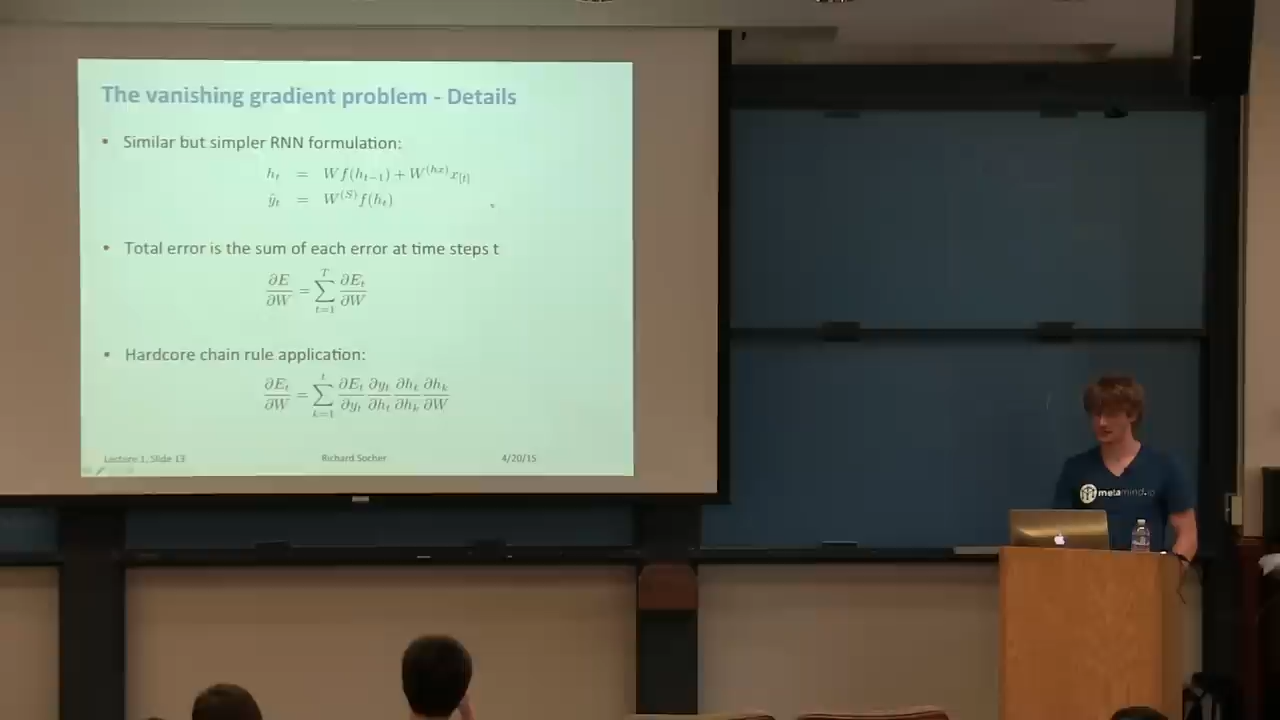 The vanishing gradient problem - Details
• Similar but simpler RNN formulation:
h_t = W f(h_{t−1}) + W^{(hx)} x_{[t]}
ŷ_t = W^{(S)} f(h_t)
• Total error is the sum of each error at time steps t
∂E/∂W = ∑_{t=1}^{T} ∂E_t/∂W
• Hardcore chain rule application:
∂E_t/∂W = ∑_{k=1}^{t} ∂E_t/∂y_t ∂y_t/∂h_t ∂h_t/∂h_k ∂h_k/∂W
Lecture 1, Slide 13 Richard Socher 4/20/15
metamind.io